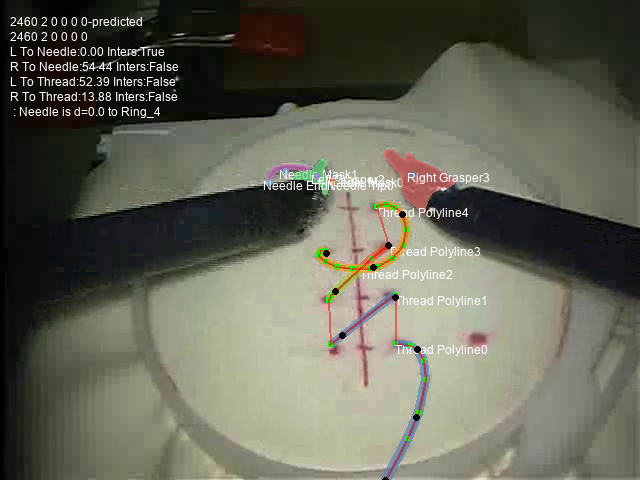 2460 2 0 0 0 0-predicted
2460 2 0 0 0 0
L To Needle:0.00 Inters:True
R To Needle:54.44 Inters:False
L To Thread:52.39 Inters:False
R To Thread:13.88 Inters:False
: Needle is d=0.0 to Ring_4
Needle Mask1
Right Grasper3
Needle
Thread Polyline4
Thread Polyline3
Thread Polyline2
Thread Polyline1
Thread Polyline0